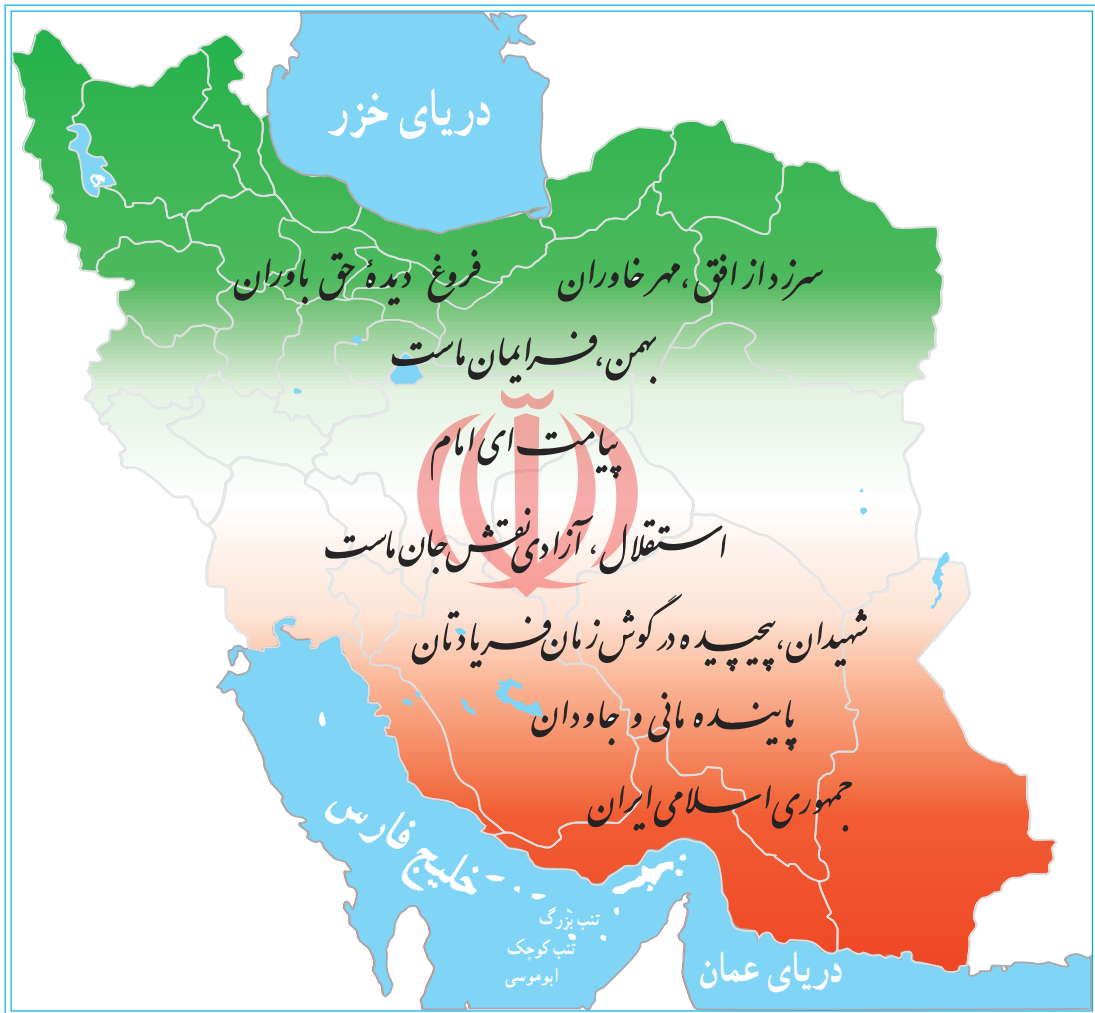 دریای خزر
سرزد از افق، مهر خاوران فروغ دیدهٔ حق باوران
بهمن، فر ایمان ماست
پیامت ای امام
استقلال، آزادی نقش جان ماست
شهیدان، پیچیده در گوش زمان فریادتان
پاینده مانی و جاودان
جمهوری اسلامی ایران
خلیج فارس
تنب بزرگ
تنب کوچک
ابوموسی
دریای عمان